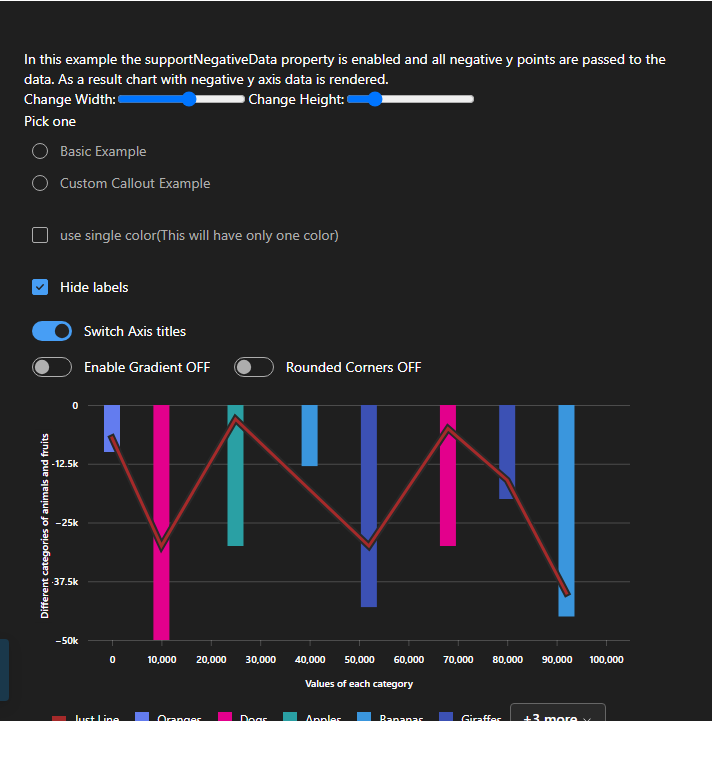 In this example the supportNegativeData property is enabled and all negative y points are passed to the
data. As a result chart with negative y axis data is rendered.
Change Width: Change Height:
Pick one
Basic Example
Custom Callout Example
use single color(This will have only one color)
Hide labels
Switch Axis titles
Enable Gradient OFF Rounded Corners OFF
Different categories of animals and fruits
0
-12.5k
−25k
-37.5k
−50k
0 10,000 20,000 30,000 40,000 50,000 60,000 70,000 80,000 90,000 100,000
Values of each category
Just Line Oranges Dogs Apples Bananas Giraffes +3 more